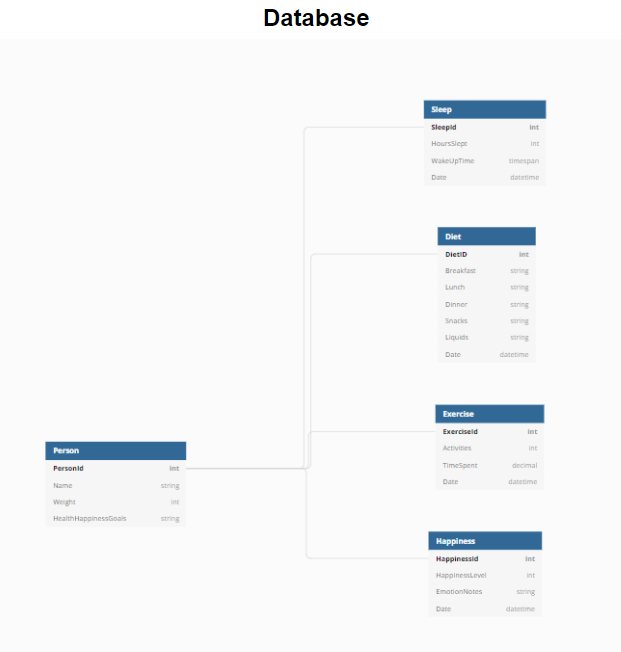 Database
Sleep
SleepId int
HoursSlept int
WakeUpTime timespan
Date datetime
Diet
DietID int
Breakfast string
Lunch string
Dinner string
Snacks string
Liquids string
Date datetime
Exercise
ExerciseId int
Activities int
TimeSpent decimal
Date datetime
Person
PersonId int
Name string
Weight int
HealthHappinessGoals string
Happiness
HappinessId int
HappinessLevel int
EmotionNotes string
Date datetime